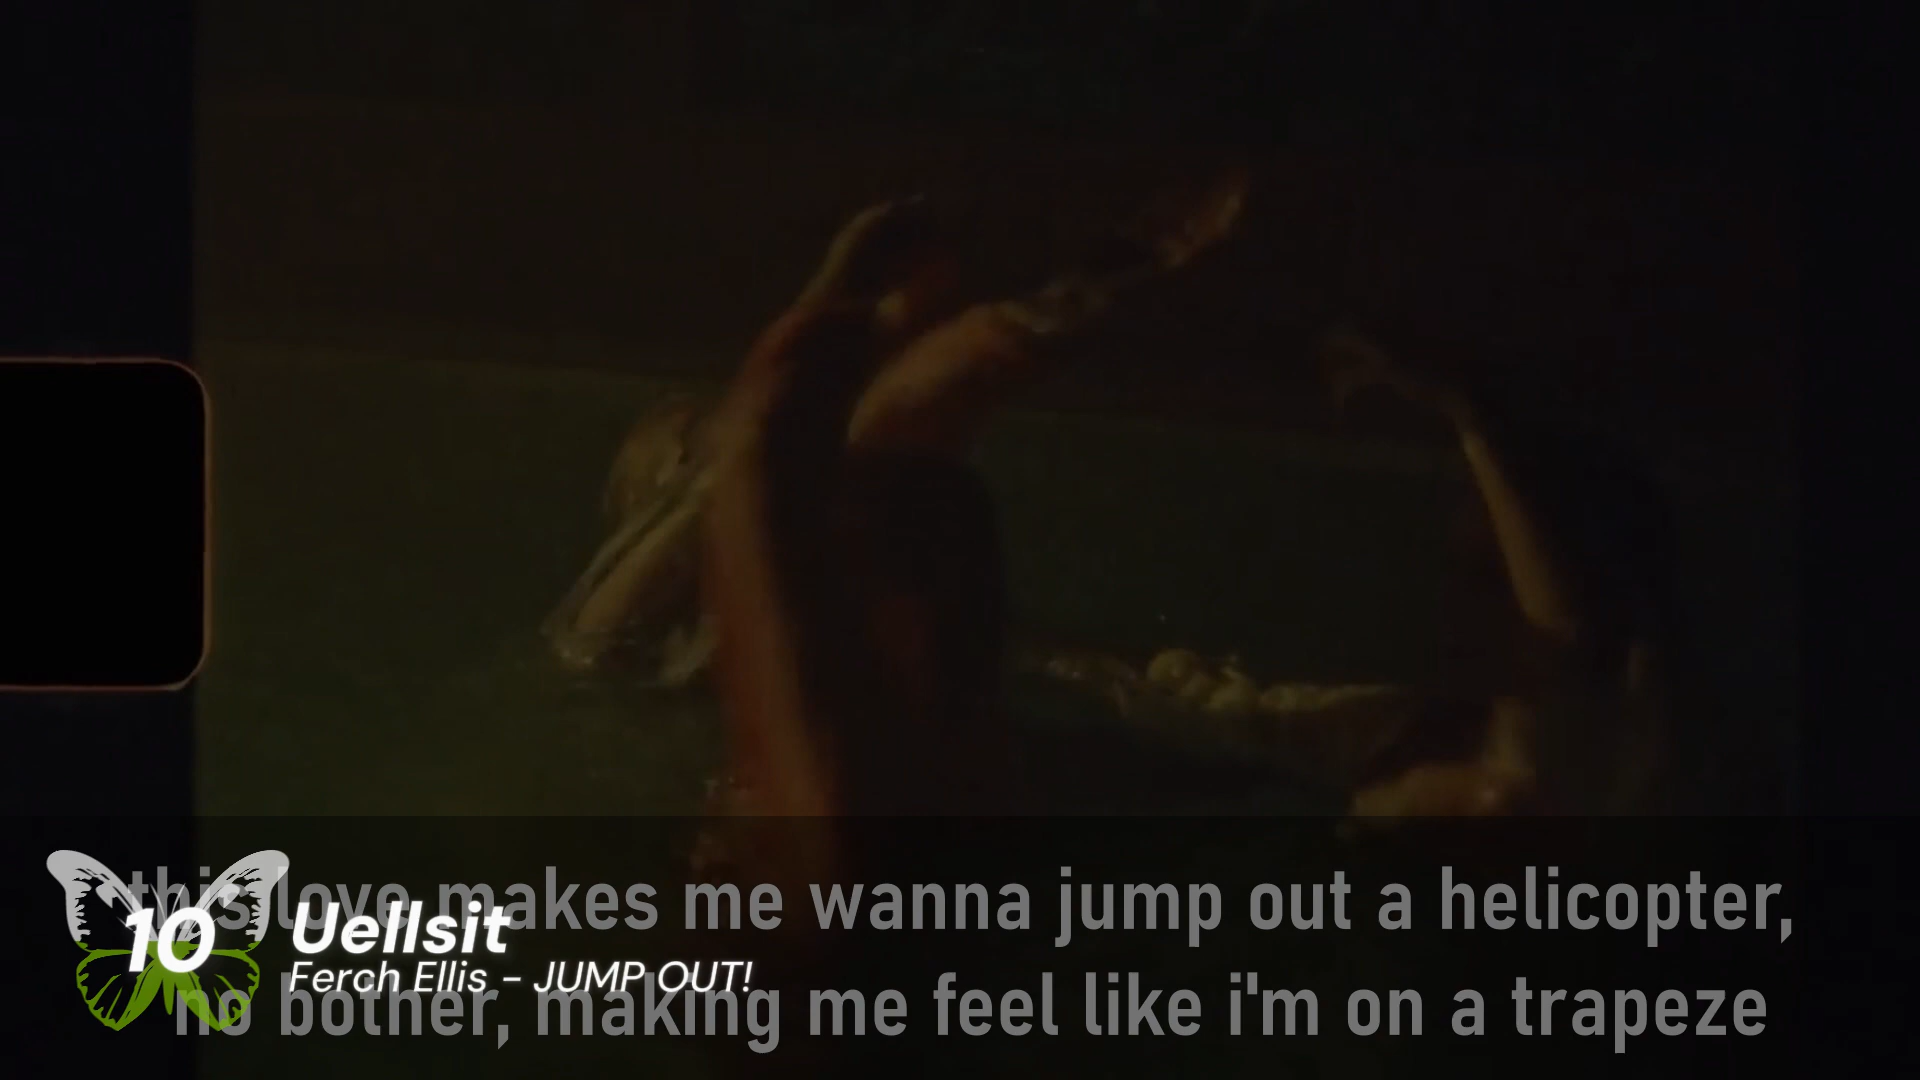 this love makes me wanna jump out a helicopter,
no bother, making me feel like i'm on a trapeze
10
Uellsit
Ferch Ellis – JUMP OUT!